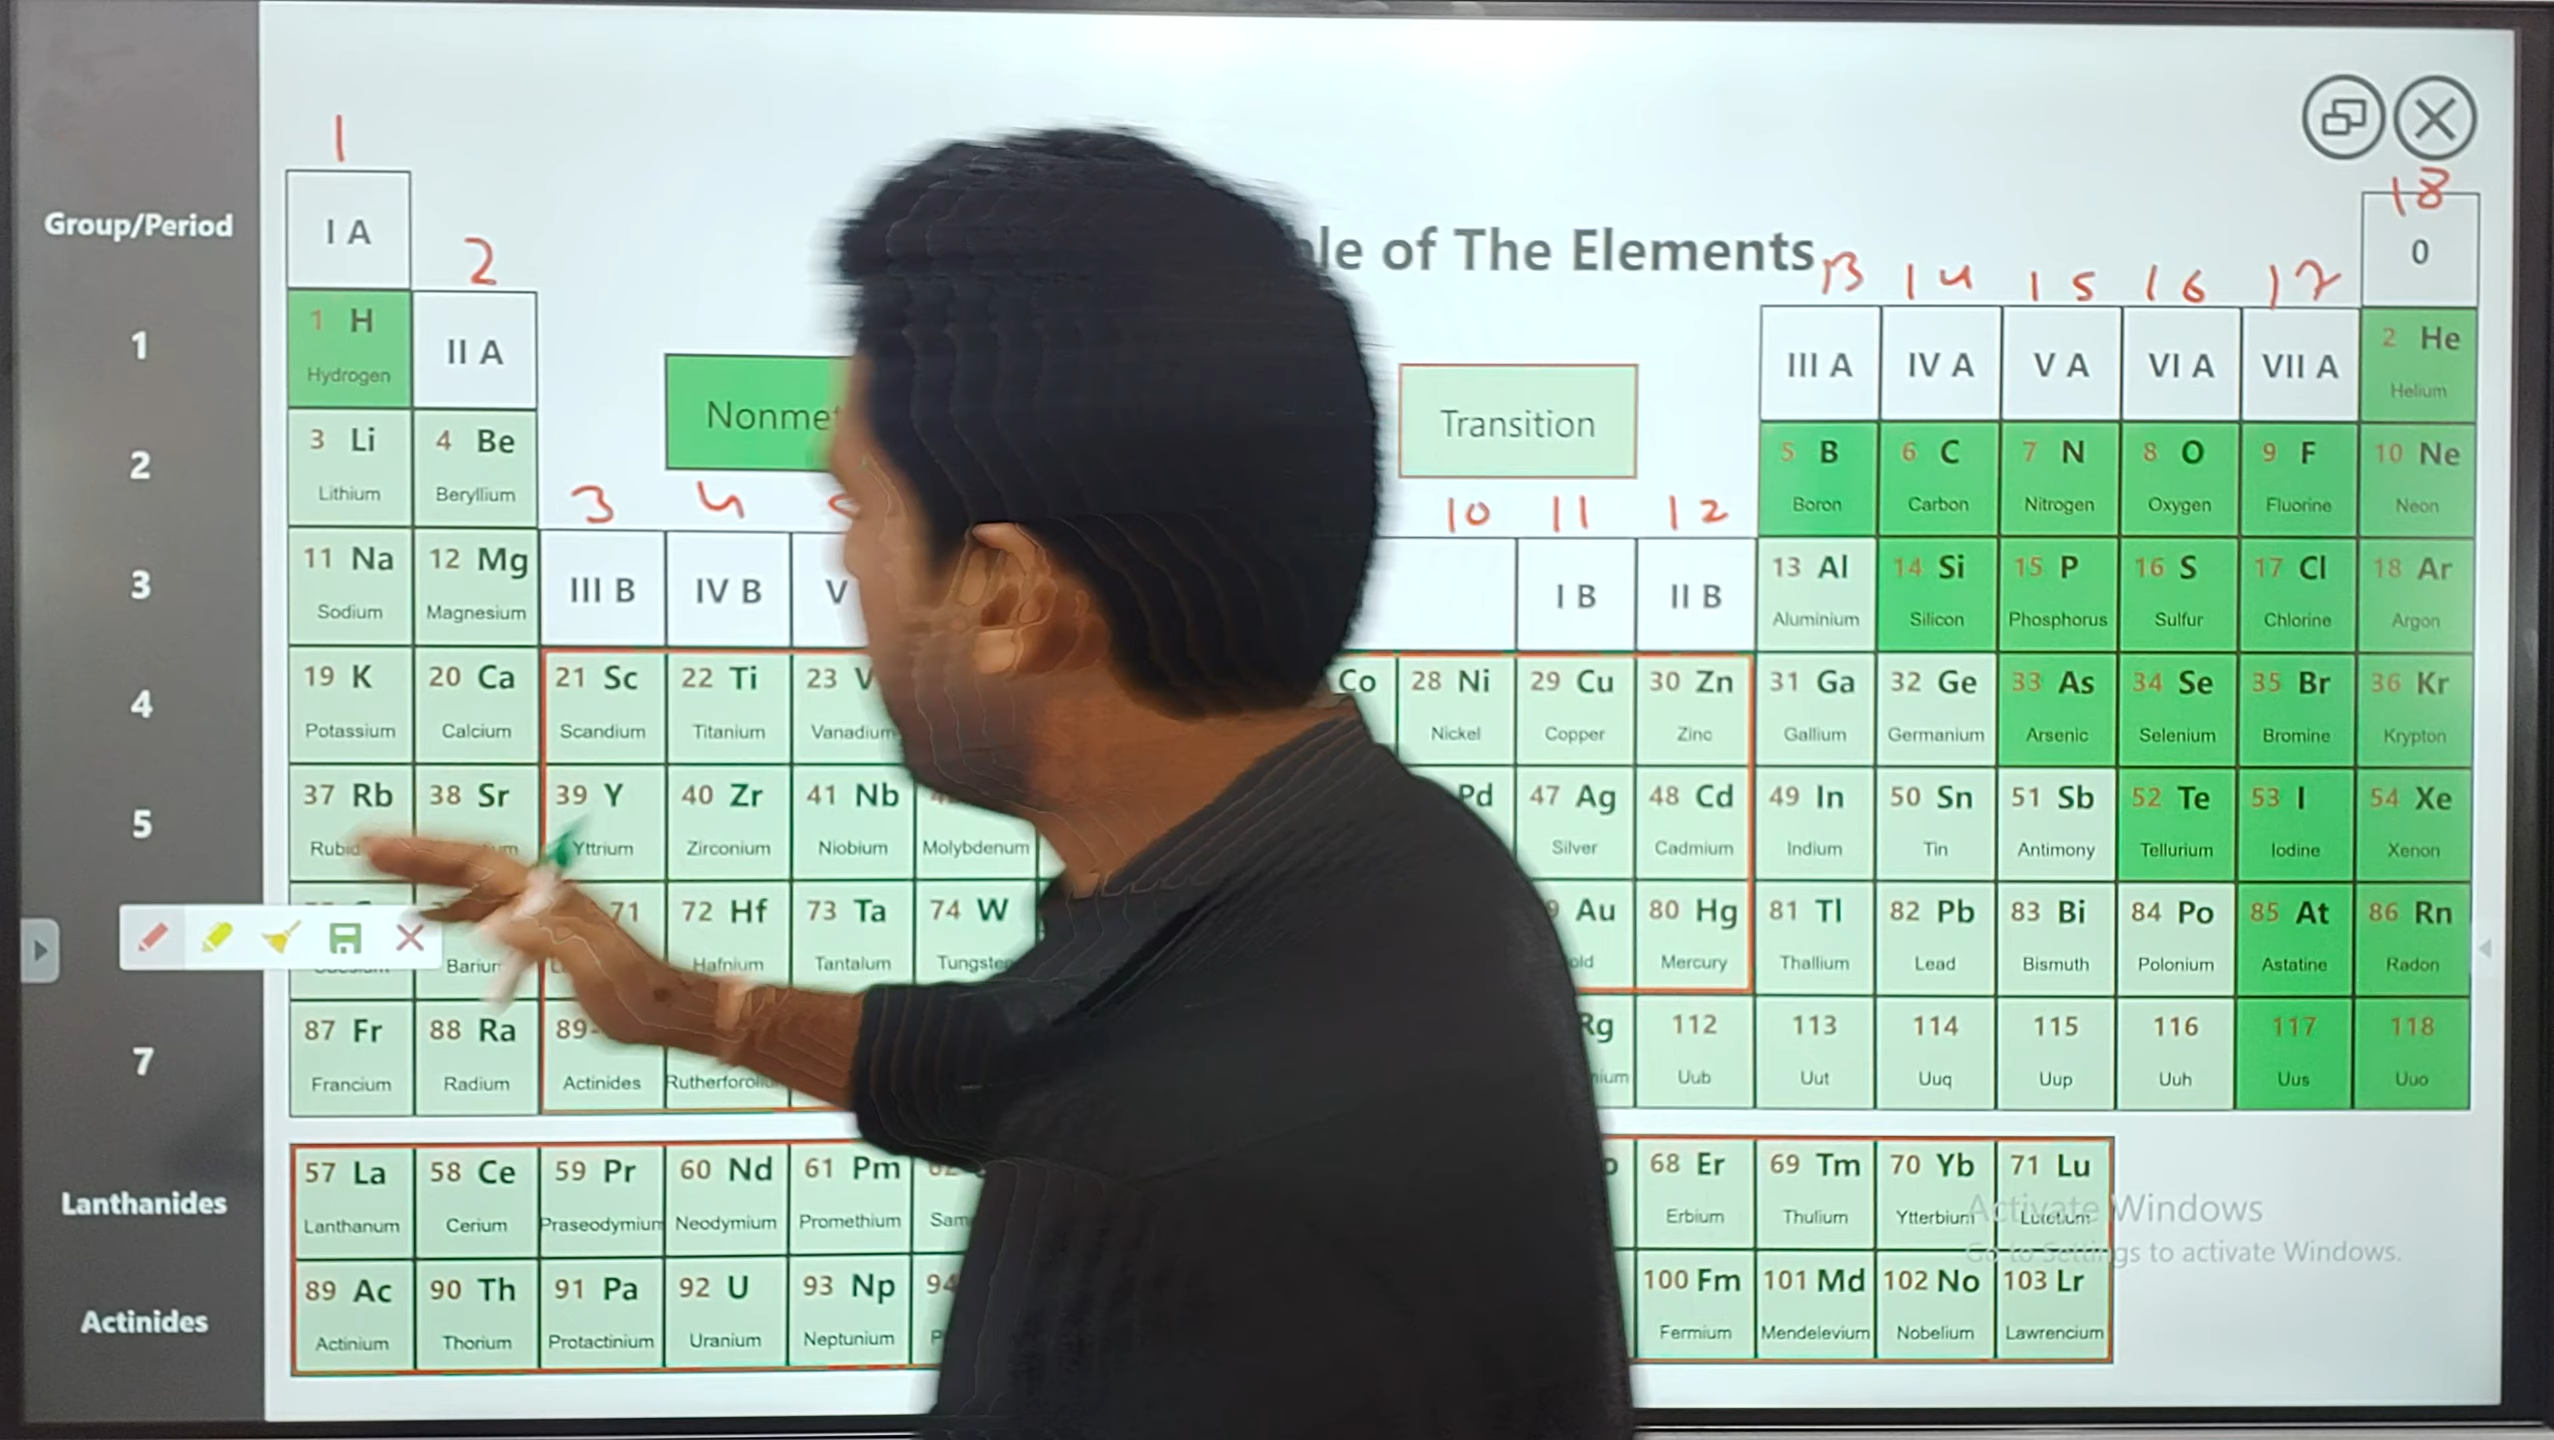 1
18
Group/Period
I A
2
le of The Elements
13 14 15 16 17
0
1
1 H
Hydrogen
II A
III A
IV A
V A
VI A
VII A
2 He
Helium
Transition
2
3 Li
Lithium
4 Be
Beryllium
5 B
Boron
6 C
Carbon
7 N
Nitrogen
8 O
Oxygen
9 F
Fluorine
10 Ne
Neon
3 4
10 11 12
3
11 Na
Sodium
12 Mg
Magnesium
III B
IV B
V
I B
II B
13 Al
Aluminium
14 Si
Silicon
15 P
Phosphorus
16 S
Sulfur
17 Cl
Chlorine
18 Ar
Argon
4
19 K
Potassium
20 Ca
Calcium
21 Sc
Scandium
22 Ti
Titanium
23 V
Vanadium
Co
28 Ni
Nickel
29 Cu
Copper
30 Zn
Zinc
31 Ga
Gallium
32 Ge
Germanium
33 As
Arsenic
34 Se
Selenium
35 Br
Bromine
36 Kr
Krypton
5
37 Rb
38 Sr
39 Y
Yttrium
40 Zr
Zirconium
41 Nb
Niobium
Molybdenum
Pd
47 Ag
Silver
48 Cd
Cadmium
49 In
Indium
50 Sn
Tin
51 Sb
Antimony
52 Te
Tellurium
53 I
Iodine
54 Xe
Xenon
71
72 Hf
Hafnium
73 Ta
Tantalum
74 W
Au
80 Hg
Mercury
81 Tl
Thallium
82 Pb
Lead
83 Bi
Bismuth
84 Po
Polonium
85 At
Astatine
86 Rn
Radon
7
87 Fr
Francium
88 Ra
Radium
89-
Actinides
Rg
112
Uub
113
Uut
114
Uuq
115
Uup
116
Uuh
117
Uus
118
Uuo
Lanthanides
57 La
Lanthanum
58 Ce
Cerium
59 Pr
Praseodymium
60 Nd
Neodymium
61 Pm
Promethium
68 Er
Erbium
69 Tm
Thulium
70 Yb
Ytterbium
71 Lu
Lutetium
Activate Windows
Go to Settings to activate Windows.
Actinides
89 Ac
Actinium
90 Th
Thorium
91 Pa
Protactinium
92 U
Uranium
93 Np
Neptunium
94
100 Fm
Fermium
101 Md
Mendelevium
102 No
Nobelium
103 Lr
Lawrencium